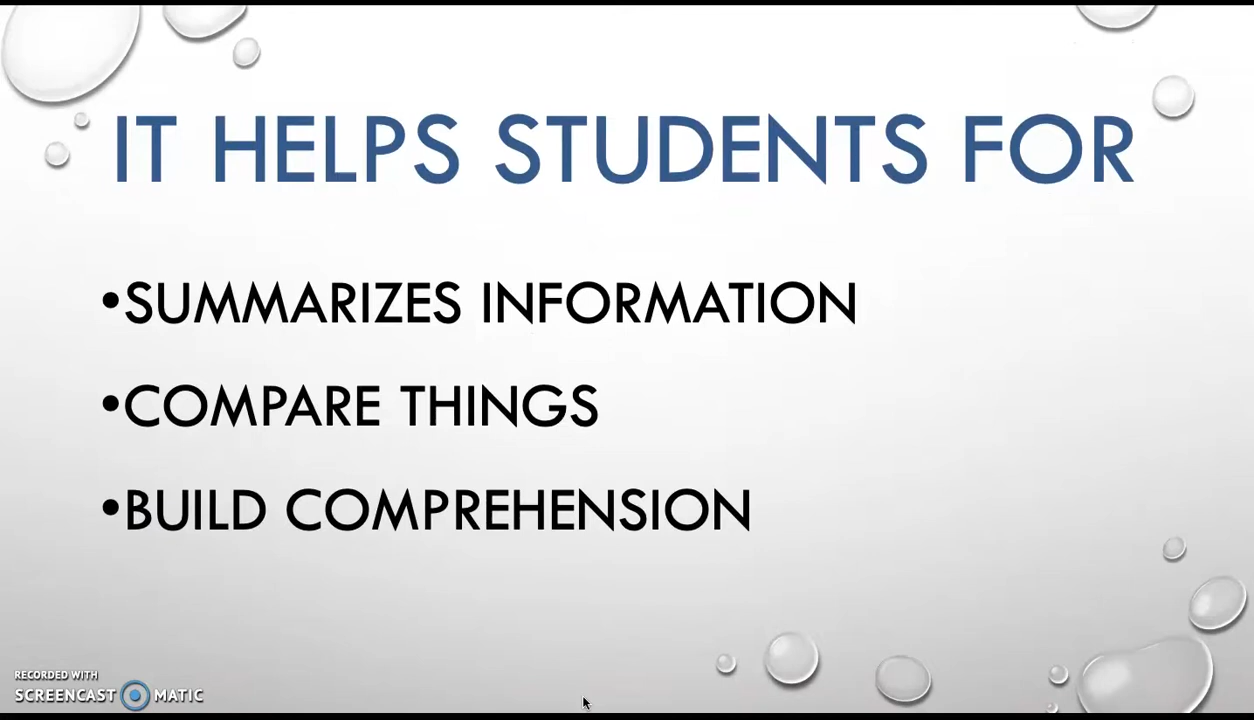 IT HELPS STUDENTS FOR
•SUMMARIZES INFORMATION
•COMPARE THINGS
•BUILD COMPREHENSION
RECORDED WITH
SCREENCAST MATIC